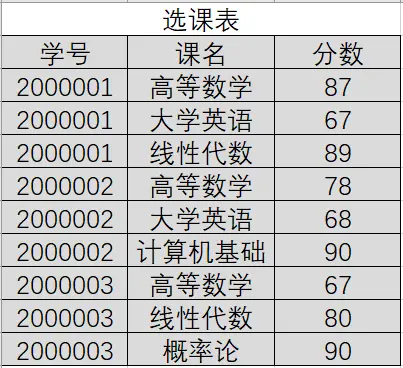 选课表
学号 课名 分数
2000001 高等数学 87
2000001 大学英语 67
2000001 线性代数 89
2000002 高等数学 78
2000002 大学英语 68
2000002 计算机基础 90
2000003 高等数学 67
2000003 线性代数 80
2000003 概率论 90